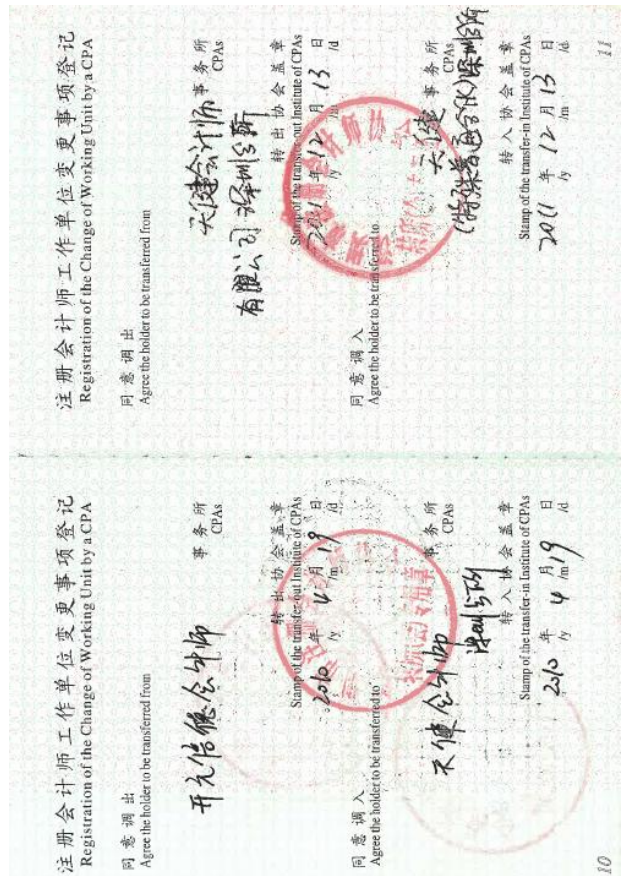 注册会计师工作单位变更事项登记
Registration of the Change of Working Unit by a CPA
同意调出
Agree the holder to be transferred from
开元信德会计师 事务所
CPAs
转出协会盖章
Stamp of the transfer-out Institute of CPAs
2010 年 4 月 19 日
/y /m /d
同意调入
Agree the holder to be transferred to
天健会计师 事务所
CPAs
深圳分所
转入协会盖章
Stamp of the transfer-in Institute of CPAs
2010 年 4 月 19 日
/y /m /d
10
注册会计师工作单位变更事项登记
Registration of the Change of Working Unit by a CPA
同意调出
Agree the holder to be transferred from
天健会计师 事务所
CPAs
有限公司深圳分所
转出协会盖章
Stamp of the transfer-out Institute of CPAs
2011 年 12 月 13 日
/y /m /d
同意调入
Agree the holder to be transferred to
天健 事务所
CPAs
(特殊普通合伙)深圳分所
转入协会盖章
Stamp of the transfer-in Institute of CPAs
2011 年 12 月 13 日
/y /m /d
11